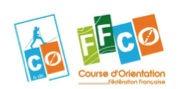 CO
FFCO
Course d'Orientation
Fédération Française